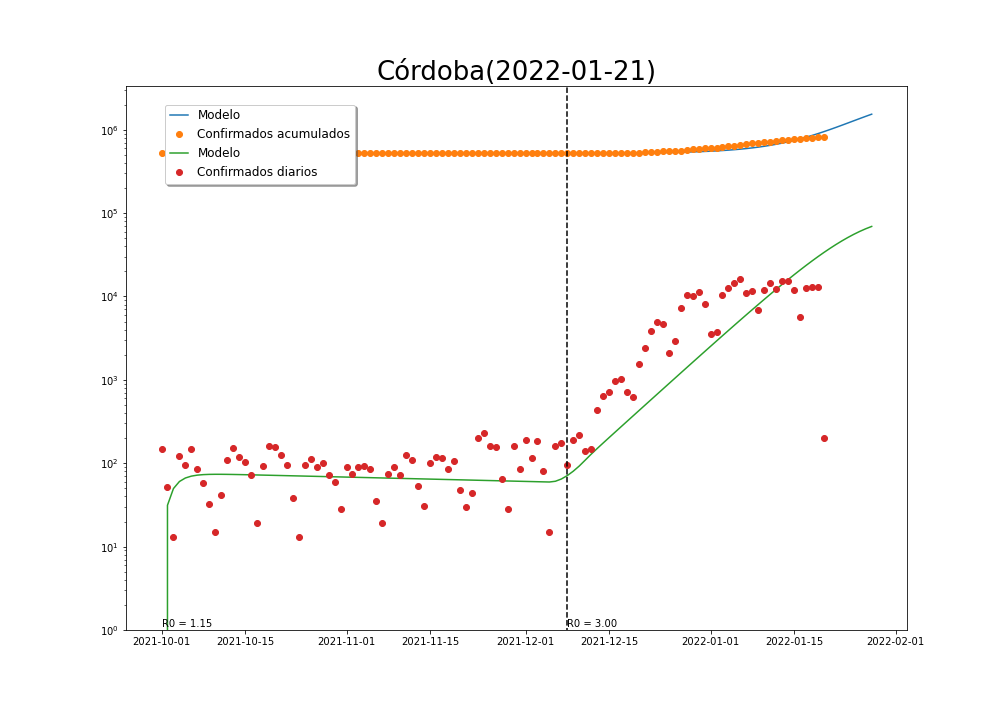 Córdoba(2022-01-21)
Modelo
Confirmados acumulados
Modelo
Confirmados diarios
10⁶
10⁵
10⁴
10³
10²
10¹
10⁰
R0 = 1.15
R0 = 3.00
2021-10-01
2021-10-15
2021-11-01
2021-11-15
2021-12-01
2021-12-15
2022-01-01
2022-01-15
2022-02-01